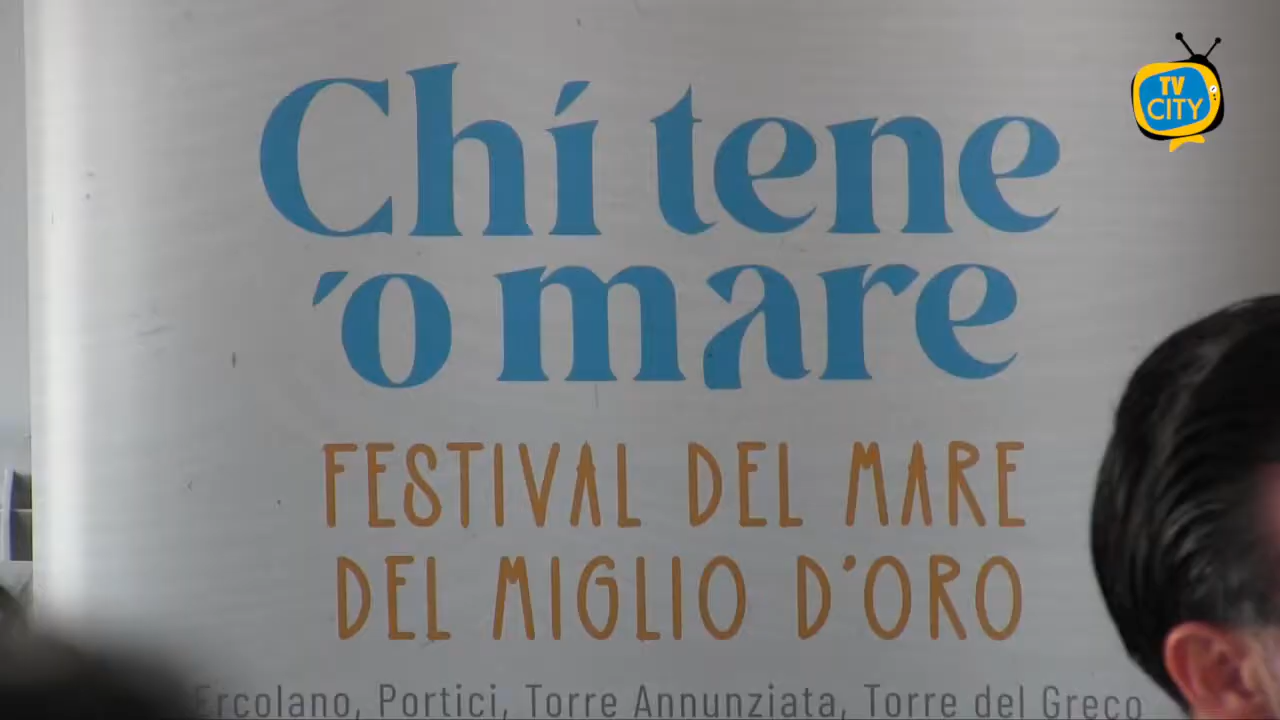 Chí tene
'o mare
FESTIVAL DEL MARE
DEL MIGLIO D'ORO
Ercolano, Portici, Torre Annunziata, Torre del Greco
TV
CITY